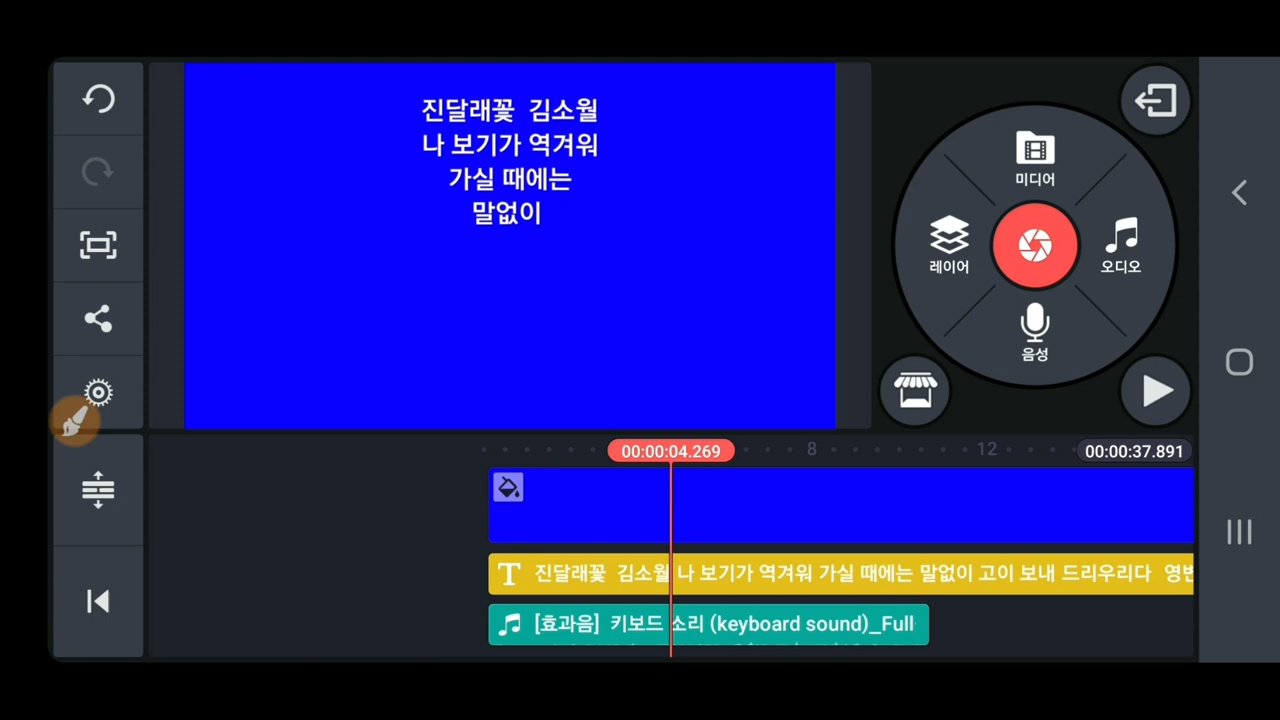 진달래꽃  김소월
나 보기가 역겨워
가실 때에는
말없이
미디어
레이어
오디오
음성
00:00:04.269
8
12
00:00:37.891
T 진달래꽃  김소월 나 보기가 역겨워 가실 때에는 말없이 고이 보내 드리우리다  영변
[효과음]  키보드 소리 (keyboard sound)_Full